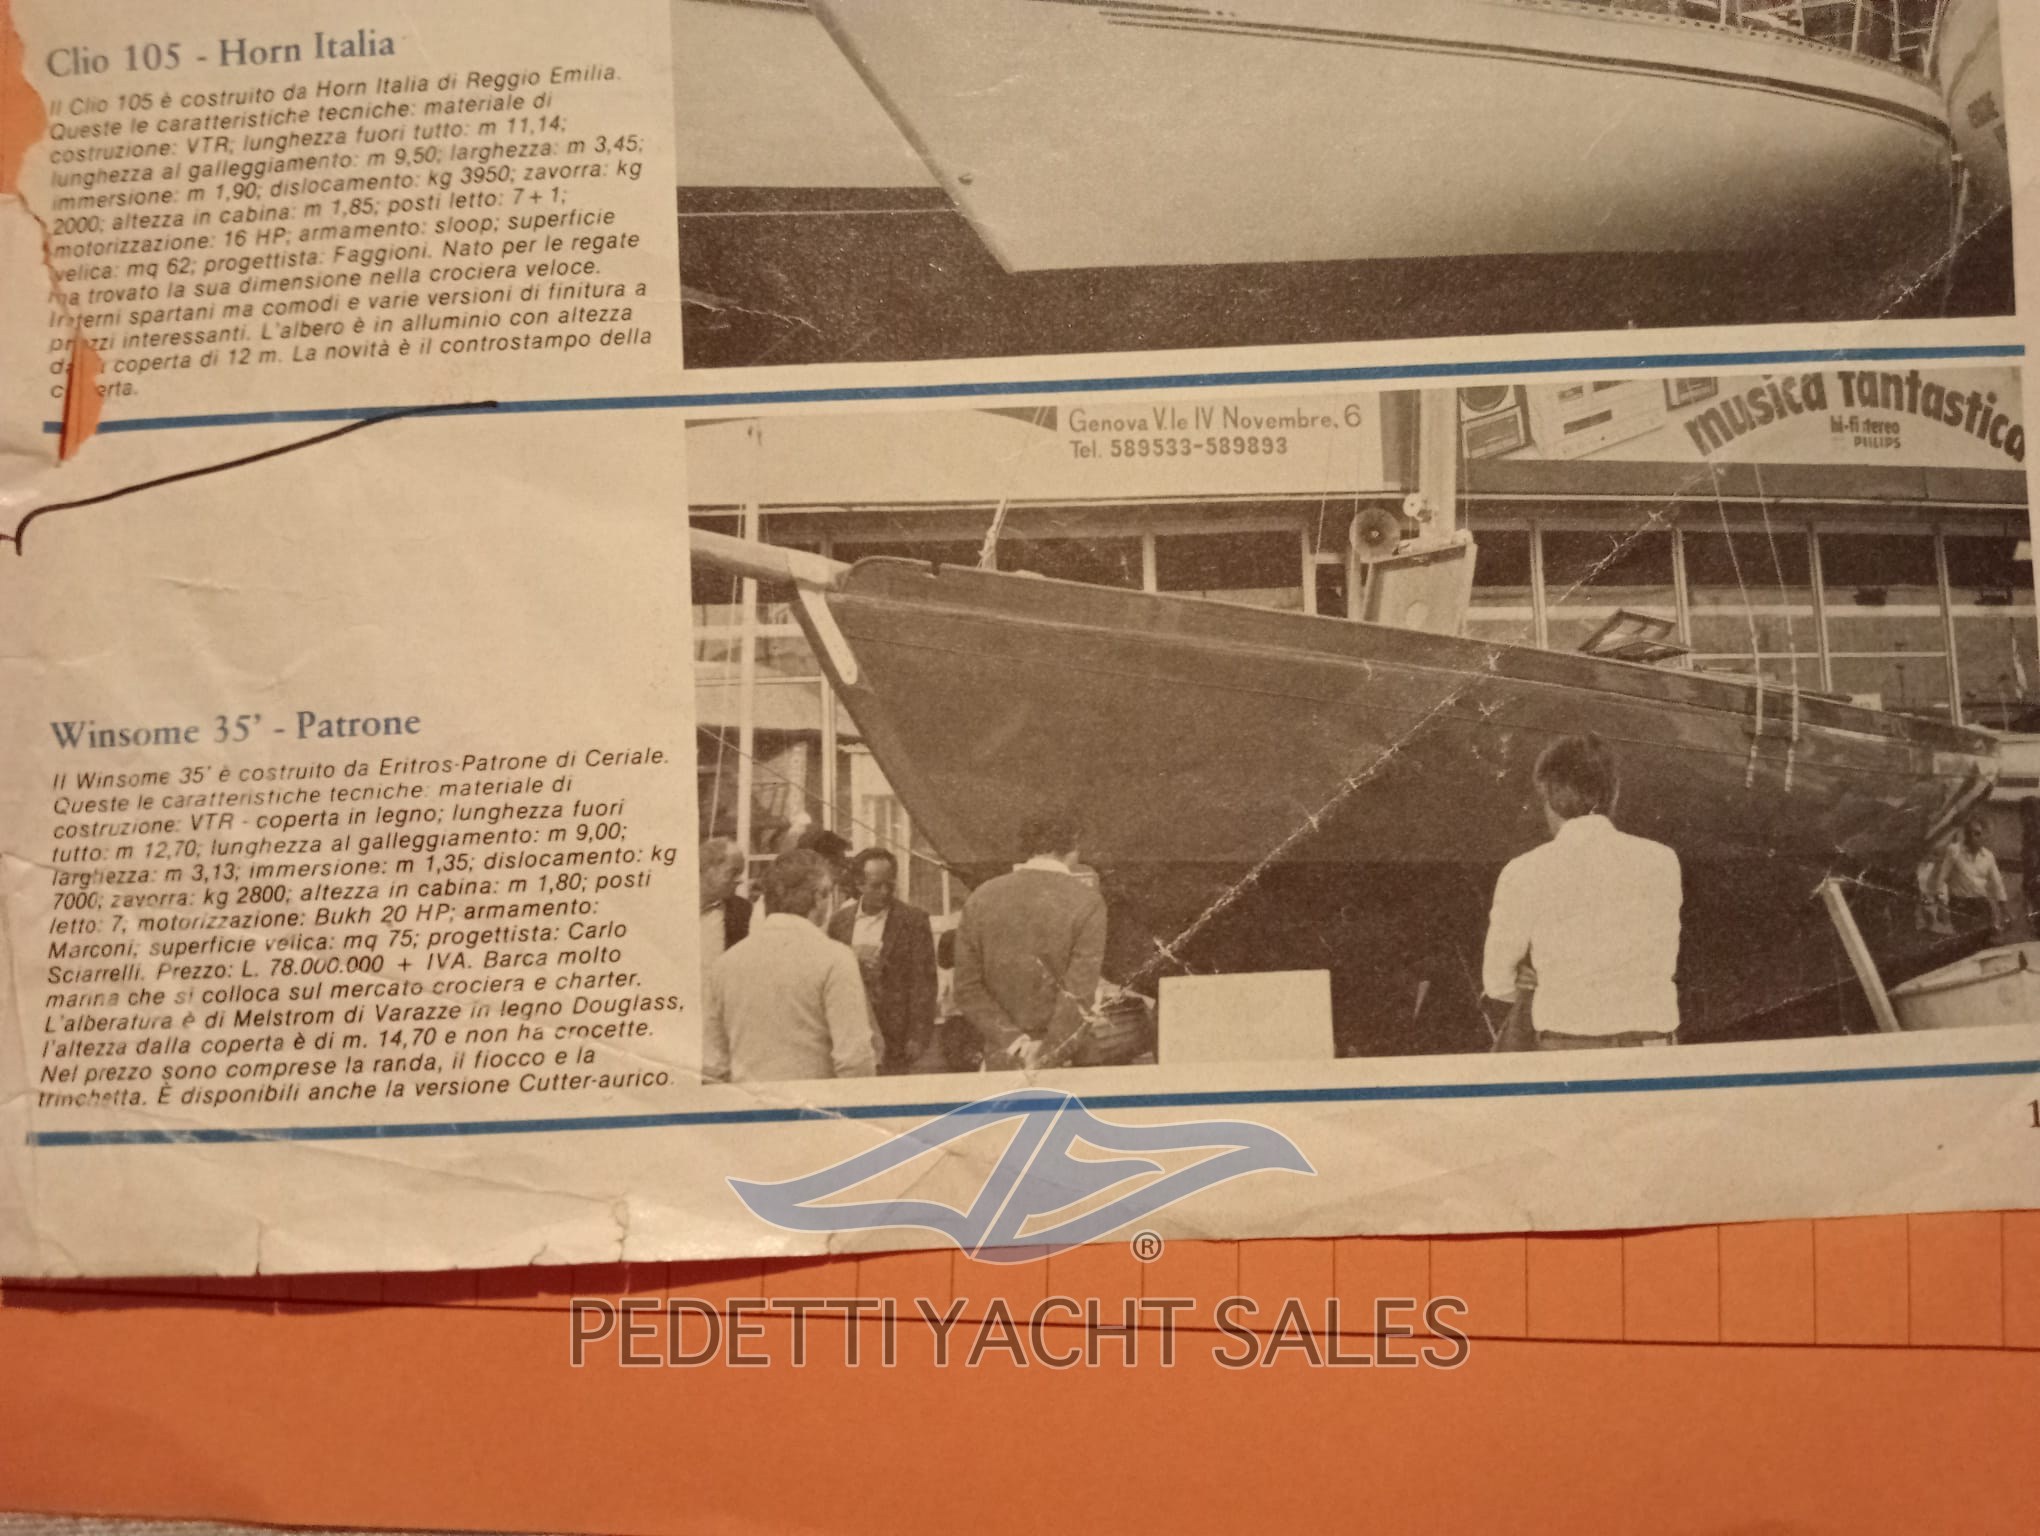 Clio 105 - Horn Italia
Il Clio 105 è costruito da Horn Italia di Reggio Emilia.
Queste le caratteristiche tecniche: materiale di
costruzione: VTR; lunghezza fuori tutto: m 11,14;
lunghezza al galleggiamento: m 9,50; larghezza: m 3,45;
immersione: m 1,90; dislocamento: kg 3950; zavorra: kg
2000; altezza in cabina: m 1,85; posti letto: 7 + 1;
motorizzazione: 16 HP; armamento: sloop; superficie
velica: mq 62; progettista: Faggioni. Nato per le regate
ha trovato la sua dimensione nella crociera veloce.
Interni spartani ma comodi e varie versioni di finitura a
prezzi interessanti. L'albero è in alluminio con altezza
coperta di 12 m. La novità è il controstampo della
Genova V.le IV Novembre, 6
Tel. 589533-589893
musica fantastica
hi-fi stereo
PHILIPS
Winsome 35' - Patrone
Il Winsome 35' è costruito da Eritros-Patrone di Ceriale.
Queste le caratteristiche tecniche: materiale di
costruzione: VTR - coperta in legno; lunghezza fuori
tutto: m 12,70; lunghezza al galleggiamento: m 9,00;
larghezza: m 3,13; immersione: m 1,35; dislocamento: kg
7000; zavorra: kg 2800; altezza in cabina: m 1,80; posti
letto: 7; motorizzazione: Bukh 20 HP; armamento:
Marconi; superficie velica: mq 75; progettista: Carlo
Sciarrelli. Prezzo: L. 78.000.000 + IVA. Barca molto
marina che si colloca sul mercato crociera e charter.
L'alberatura è di Melstrom di Varazze in legno Douglass,
l'altezza dalla coperta è di m. 14,70 e non ha crocette.
Nel prezzo sono comprese la randa, il fiocco e la
trinchetta. È disponibili anche la versione Cutter-aurico.
®
PEDETTI YACHT SALES